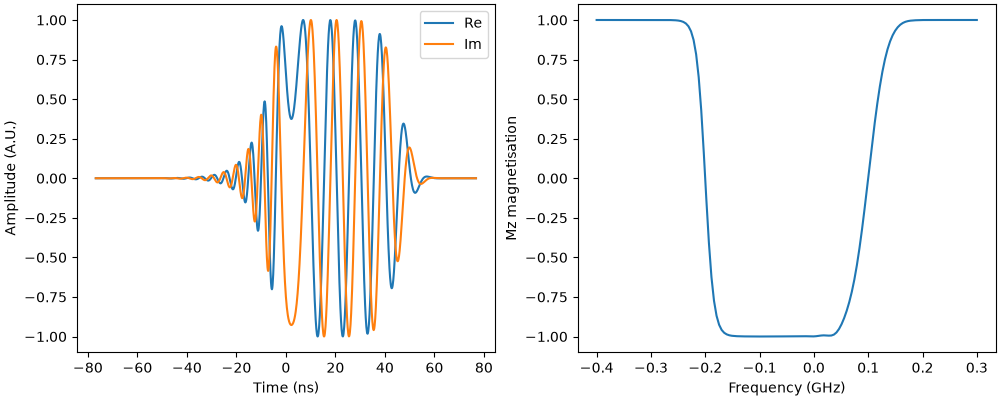 Amplitude (A.U.)
1.00
0.75
0.50
0.25
0.00
−0.25
−0.50
−0.75
−1.00
Re
Im
−80 −60 −40 −20 0 20 40 60 80
Time (ns)
Mz magnetisation
1.00
0.75
0.50
0.25
0.00
−0.25
−0.50
−0.75
−1.00
−0.4 −0.3 −0.2 −0.1 0.0 0.1 0.2 0.3
Frequency (GHz)